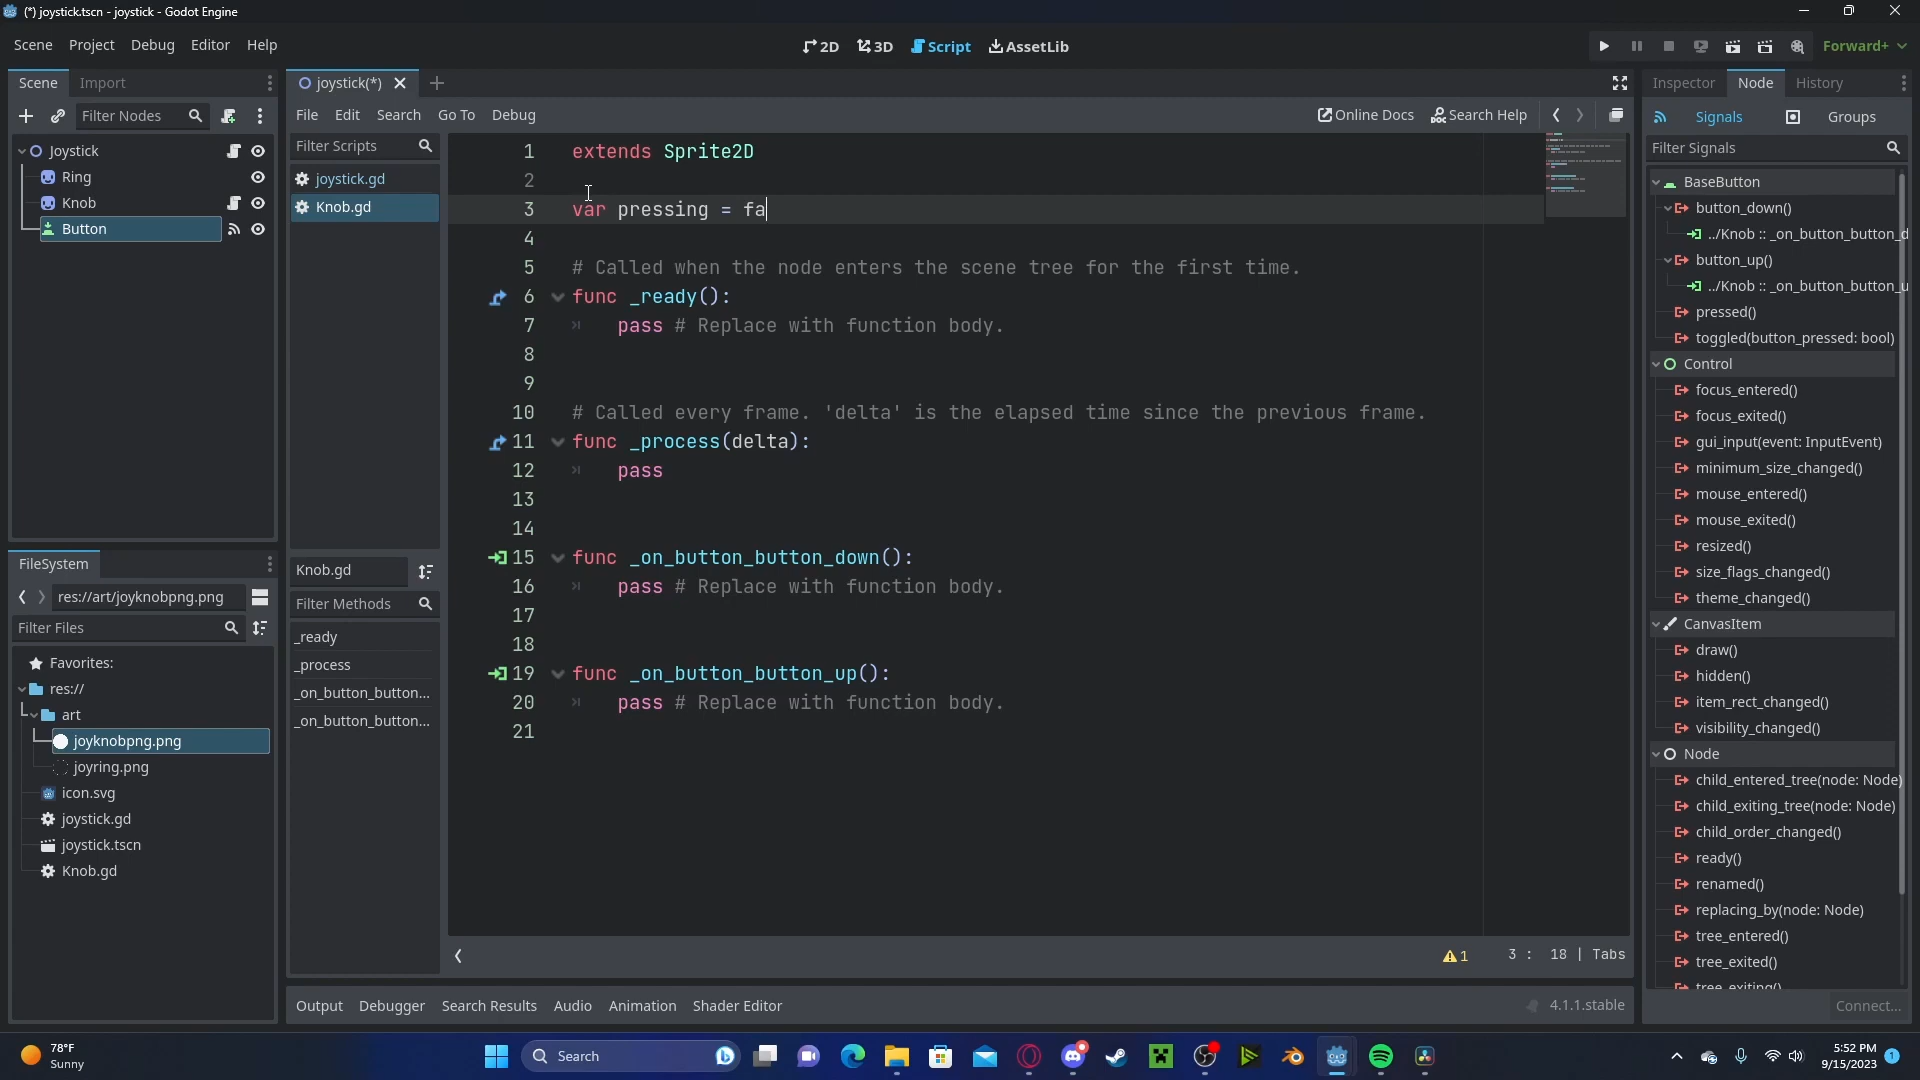 (*) joystick.tscn - joystick - Godot Engine
Scene Project Debug Editor Help
2D 3D Script AssetLib
Forward+
Scene Import
Filter Nodes
Joystick
Ring
Knob
Button
FileSystem
res://art/joyknobpng.png
Filter Files
Favorites:
res://
art
joyknobpng.png
joyring.png
icon.svg
joystick.gd
joystick.tscn
Knob.gd
joystick(*)
File Edit Search Go To Debug
Online Docs Search Help
Filter Scripts
joystick.gd
Knob.gd
Knob.gd
Filter Methods
_ready
_process
_on_button_button...
_on_button_button...
1 extends Sprite2D
2
3 var pressing = fa
4
5 # Called when the node enters the scene tree for the first time.
6 func _ready():
7 pass # Replace with function body.
8
9
10 # Called every frame. 'delta' is the elapsed time since the previous frame.
11 func _process(delta):
12 pass
13
14
15 func _on_button_button_down():
16 pass # Replace with function body.
17
18
19 func _on_button_button_up():
20 pass # Replace with function body.
21
1 3 : 18 | Tabs
Output Debugger Search Results Audio Animation Shader Editor
4.1.1.stable
Inspector Node History
Signals Groups
Filter Signals
BaseButton
button_down()
../Knob :: _on_button_button_d
button_up()
../Knob :: _on_button_button_u
pressed()
toggled(button_pressed: bool)
Control
focus_entered()
focus_exited()
gui_input(event: InputEvent)
minimum_size_changed()
mouse_entered()
mouse_exited()
resized()
size_flags_changed()
theme_changed()
CanvasItem
draw()
hidden()
item_rect_changed()
visibility_changed()
Node
child_entered_tree(node: Node)
child_exiting_tree(node: Node)
child_order_changed()
ready()
renamed()
replacing_by(node: Node)
tree_entered()
tree_exited()
tree_exiting()
Connect...
78°F
Sunny
Search
5:52 PM
9/15/2023
1